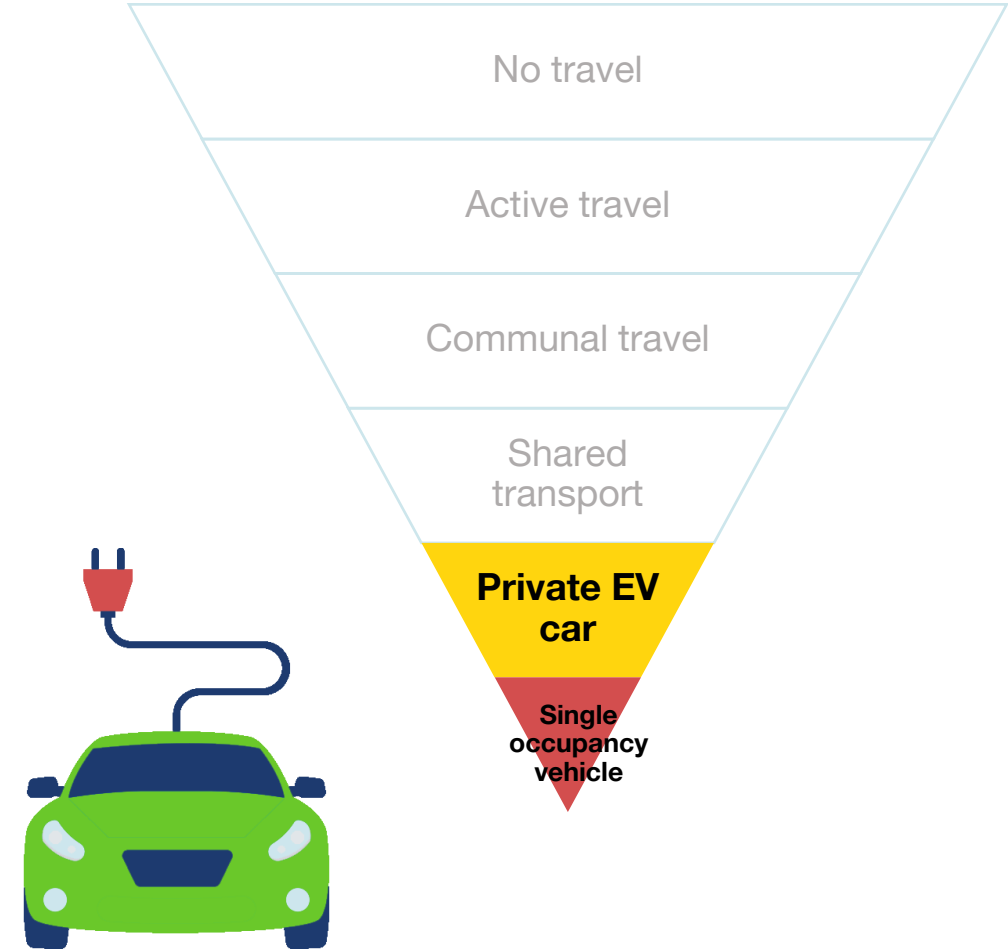 No travel
Active travel
Communal travel
Shared
transport
Private EV
car
Single
occupancy
vehicle